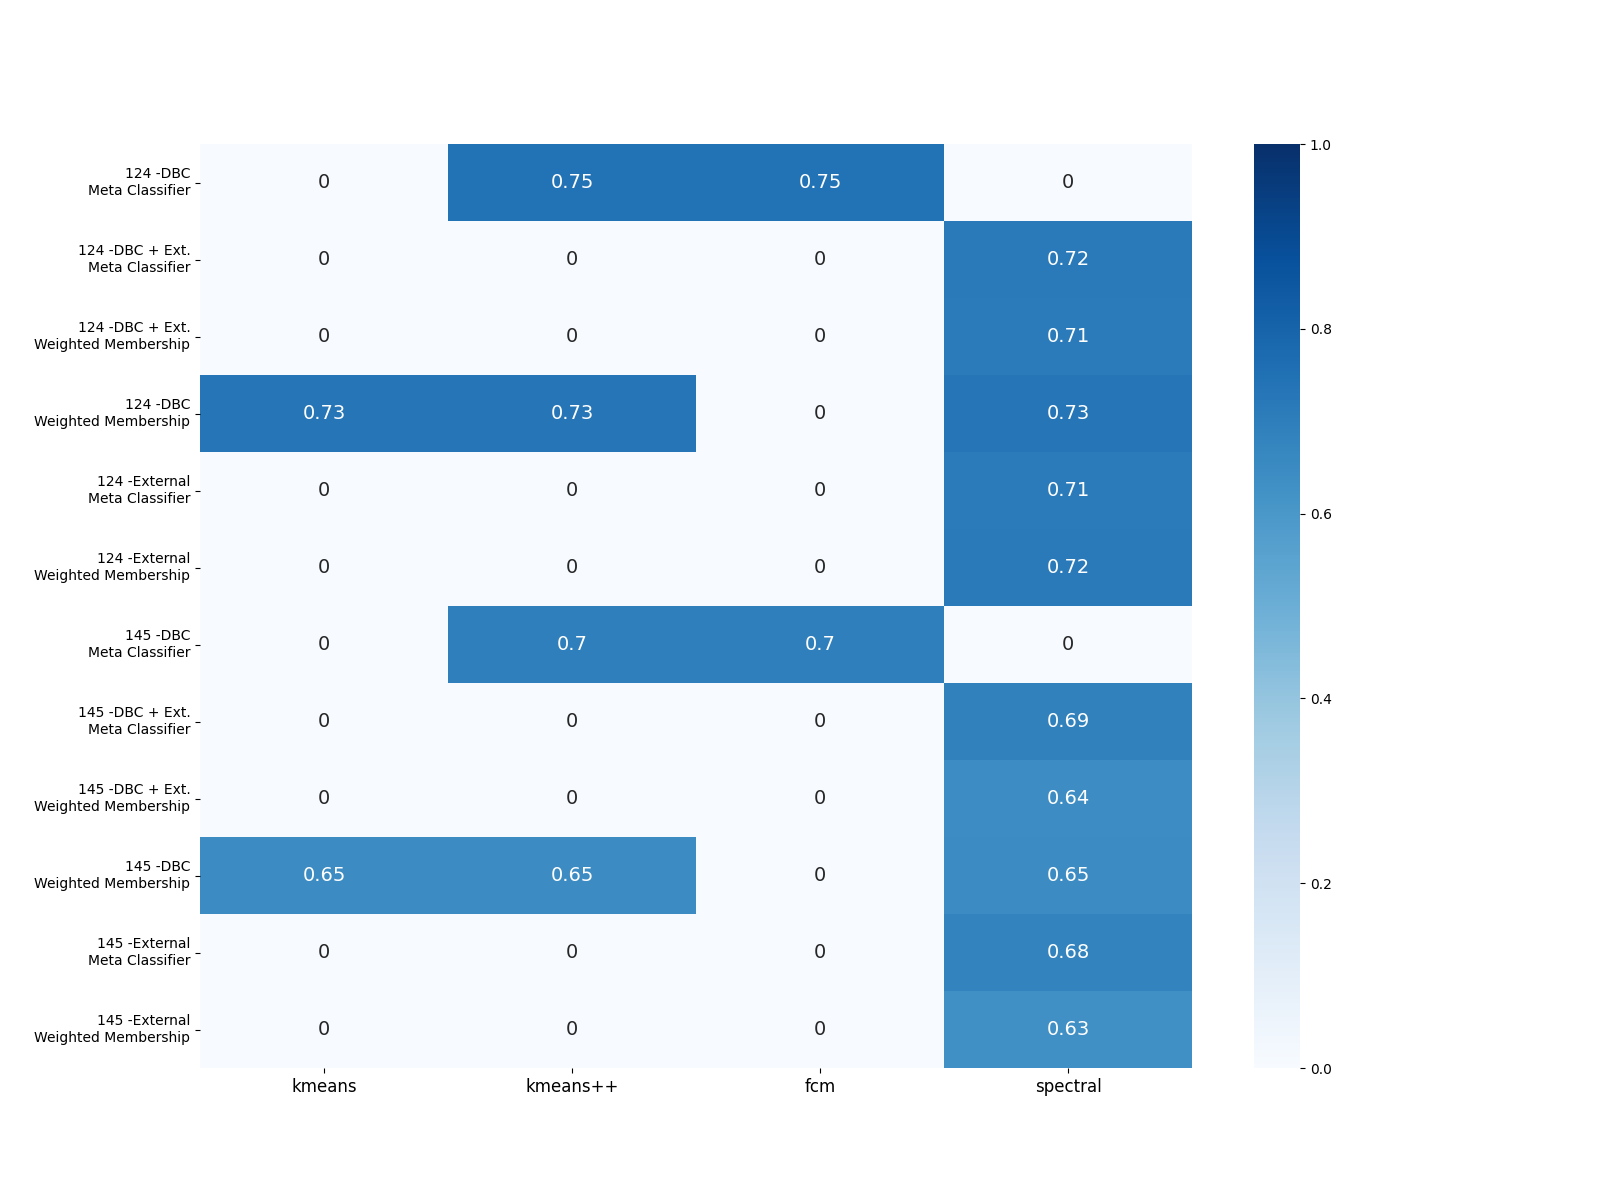 124 -DBC
Meta Classifier
0 0.75 0.75 0
124 -DBC + Ext.
Meta Classifier
0 0 0 0.72
124 -DBC + Ext.
Weighted Membership
0 0 0 0.71
124 -DBC
Weighted Membership
0.73 0.73 0 0.73
124 -External
Meta Classifier
0 0 0 0.71
124 -External
Weighted Membership
0 0 0 0.72
145 -DBC
Meta Classifier
0 0.7 0.7 0
145 -DBC + Ext.
Meta Classifier
0 0 0 0.69
145 -DBC + Ext.
Weighted Membership
0 0 0 0.64
145 -DBC
Weighted Membership
0.65 0.65 0 0.65
145 -External
Meta Classifier
0 0 0 0.68
145 -External
Weighted Membership
0 0 0 0.63
kmeans kmeans++ fcm spectral
1.0
0.8
0.6
0.4
0.2
0.0